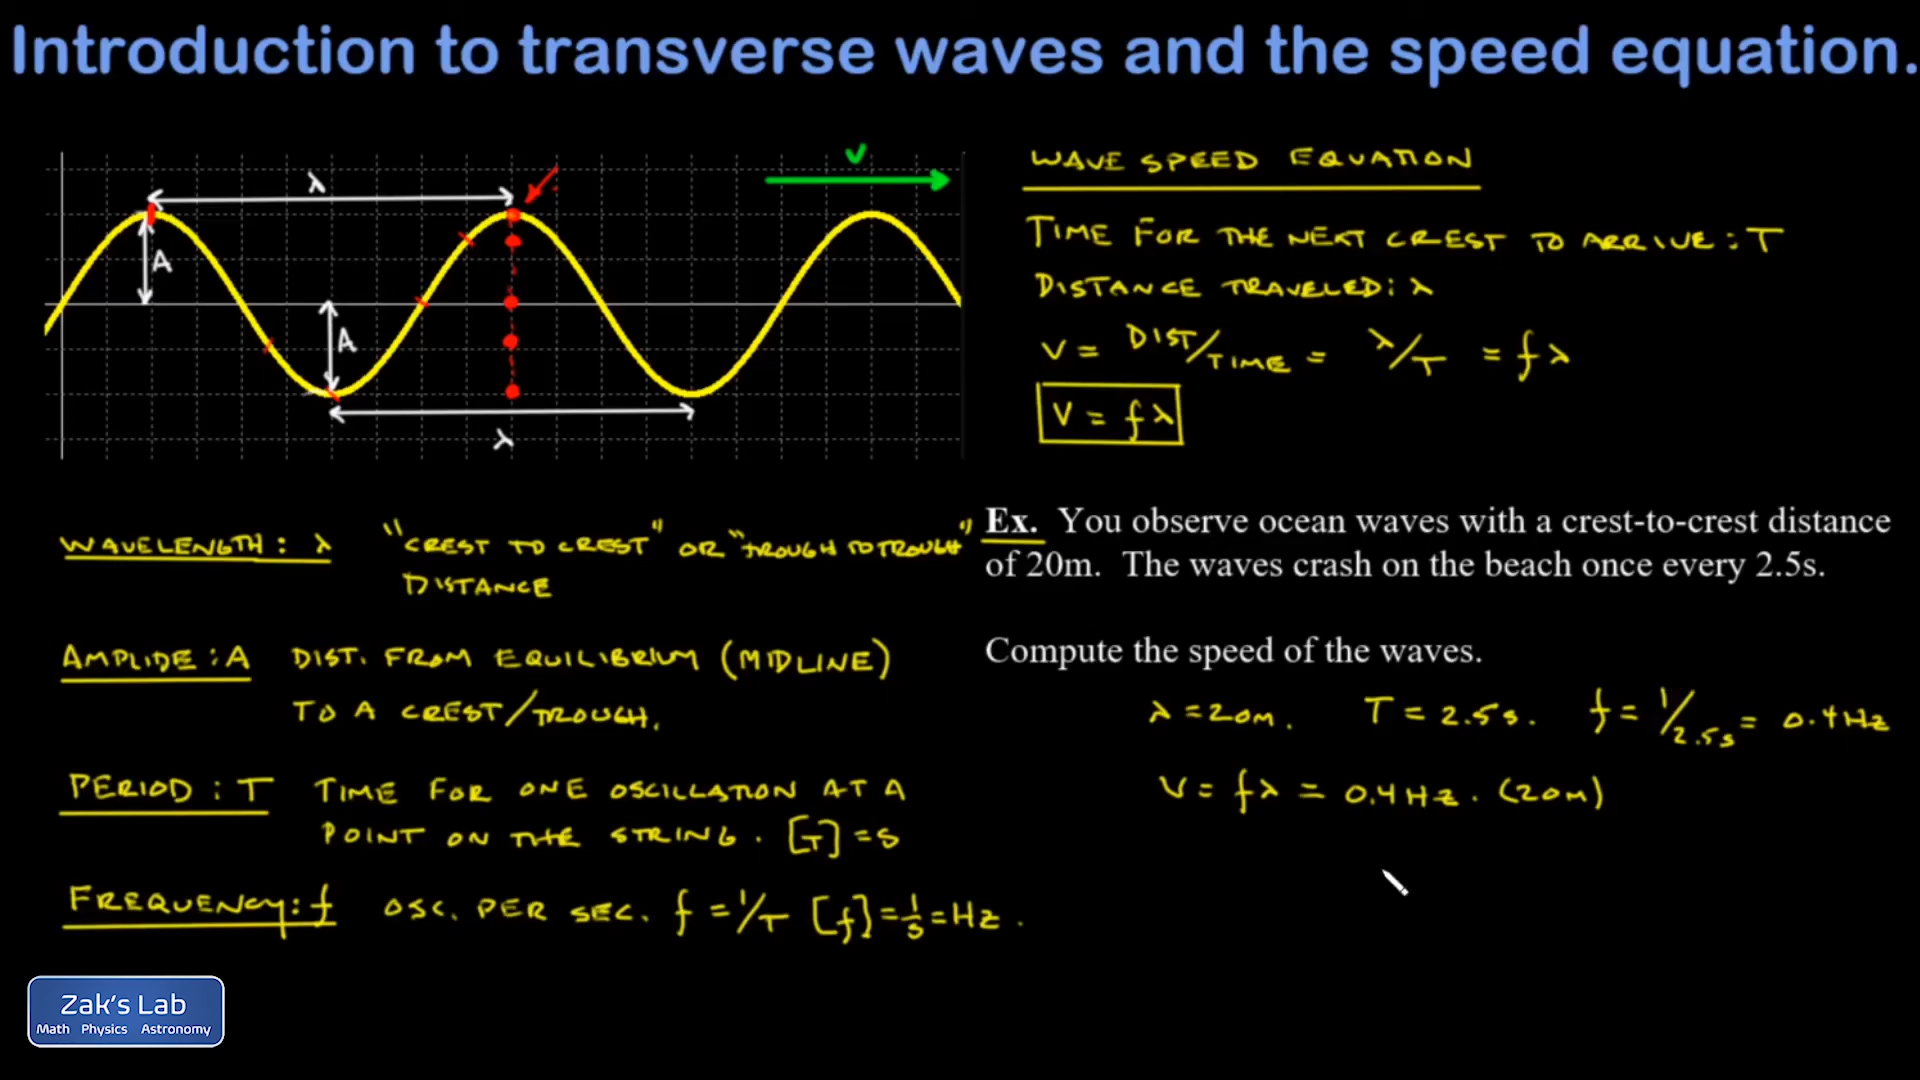 Introduction to transverse waves and the speed equation.
λ
V
A
A
λ
WAVELENGTH: λ "CREST TO CREST" OR "TROUGH TO TROUGH"
DISTANCE
AMPLIDE: A DIST. FROM EQUILIBRIUM (MIDLINE)
TO A CREST/TROUGH.
PERIOD: T TIME FOR ONE OSCILLATION AT A
POINT ON THE STRING. [T] = s
FREQUENCY: f OSC. PER SEC. f = 1/T [f] = 1/s = Hz.
WAVE SPEED EQUATION
TIME FOR THE NEXT CREST TO ARRIVE: T
DISTANCE TRAVELED: λ
V = DIST/TIME = λ/T = fλ
V = fλ
Ex. You observe ocean waves with a crest-to-crest distance
of 20m. The waves crash on the beach once every 2.5s.
Compute the speed of the waves.
λ = 20m. T = 2.5s. f = 1/2.5s = 0.4Hz
V = fλ = 0.4Hz · (20m)
Zak's Lab
Math Physics Astronomy